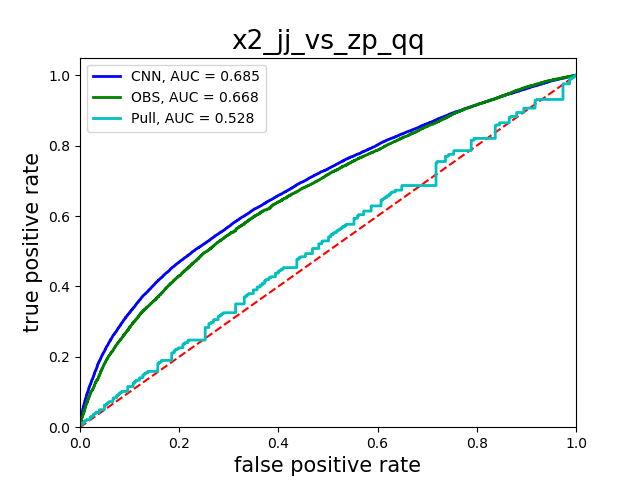 x2_jj_vs_zp_qq
CNN, AUC = 0.685
OBS, AUC = 0.668
Pull, AUC = 0.528
1.0
0.8
0.6
0.4
0.2
0.0
true positive rate
0.0 0.2 0.4 0.6 0.8 1.0
false positive rate